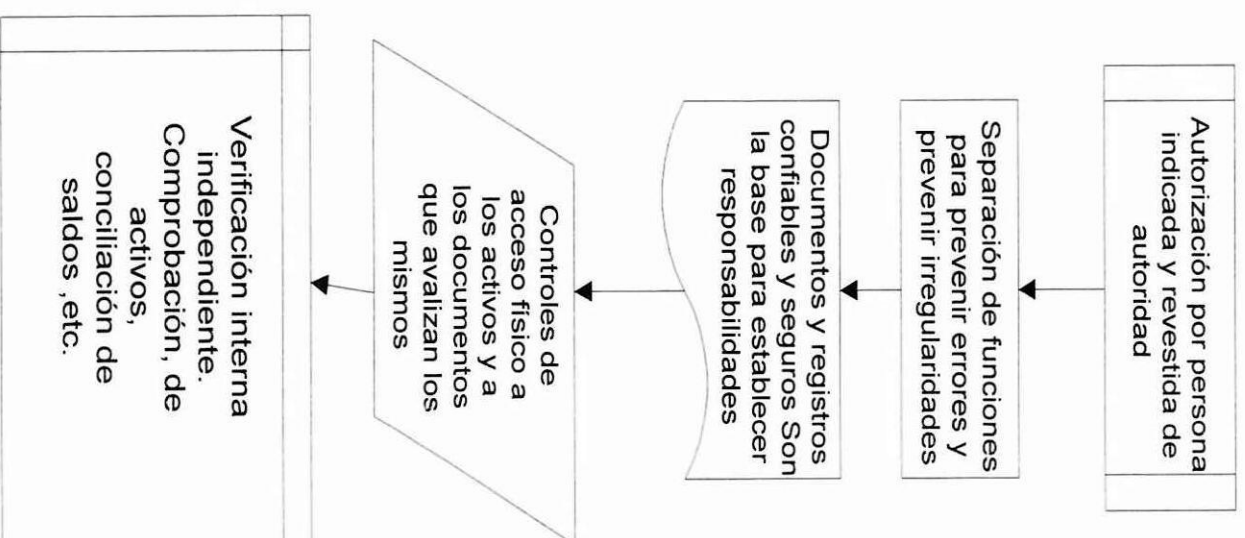 Autorización por persona
indicada y revestida de
autoridad
Separación de funciones
para prevenir errores y
prevenir irregularidades
Documentos y registros
confiables y seguros Son
la base para establecer
responsabilidades
Controles de
acceso físico a
los activos y a
los documentos
que avalizan los
mismos
Verificación interna
independiente.
Comprobación, de
activos,
conciliación de
saldos ,etc.